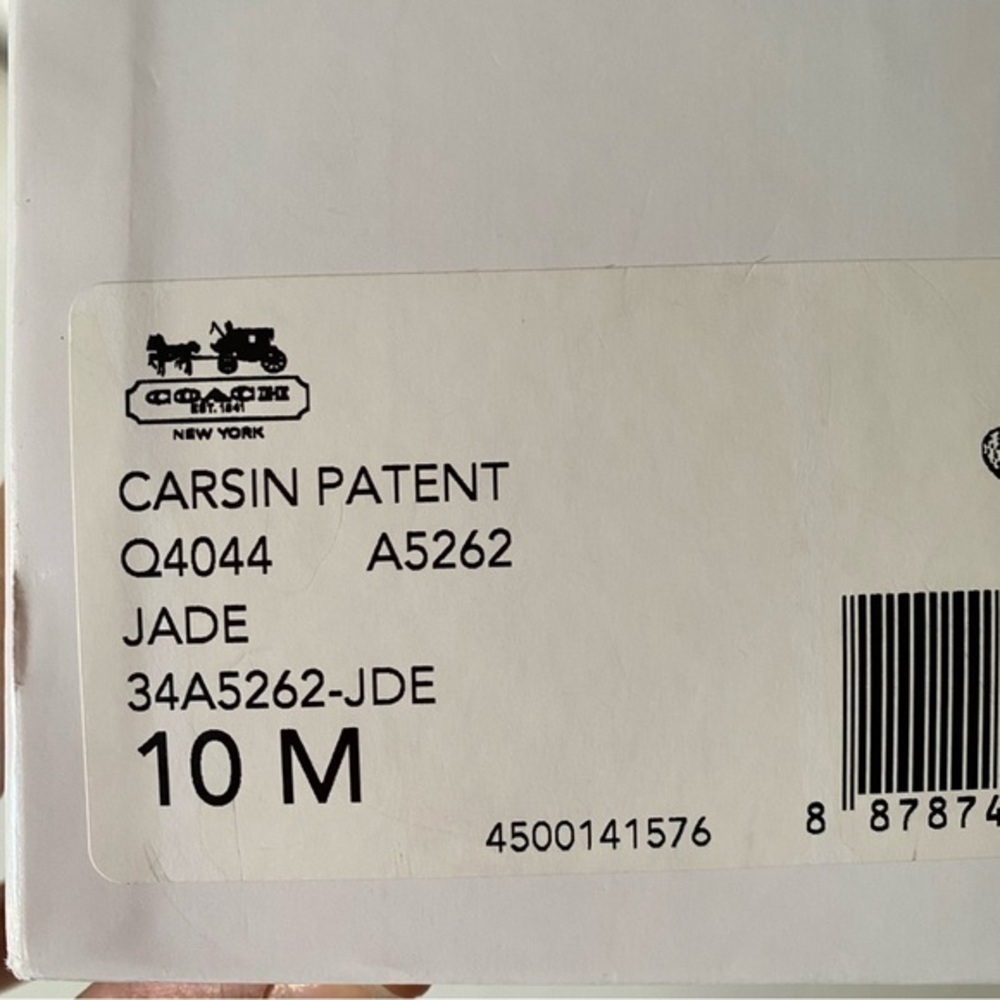 COACH
EST. 1941
NEW YORK
CARSIN PATENT
Q4044 A5262
JADE
34A5262-JDE
10 M
4500141576
8 87874